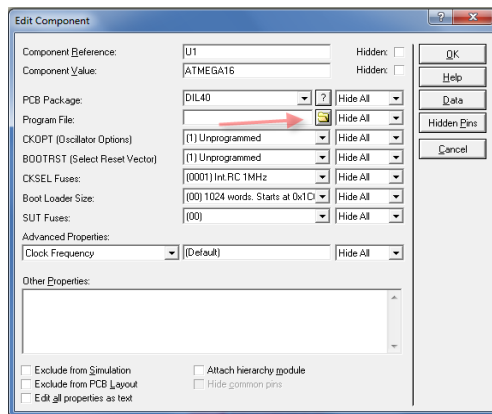 Edit Component
Component Reference: U1 Hidden:
Component Value: ATMEGA16 Hidden:
PCB Package: DIL40 ? Hide All
Program File: Hide All
CKOPT (Oscillator Options) (1) Unprogrammed Hide All
BOOTRST (Select Reset Vector) (1) Unprogrammed Hide All
CKSEL Fuses: (0001) Int.RC 1MHz Hide All
Boot Loader Size: (00) 1024 words. Starts at 0x1C Hide All
SUT Fuses: (00) Hide All
Advanced Properties:
Clock Frequency (Default) Hide All
Other Properties:
Exclude from Simulation Attach hierarchy module
Exclude from PCB Layout Hide common pins
Edit all properties as text
OK
Help
Data
Hidden Pins
Cancel